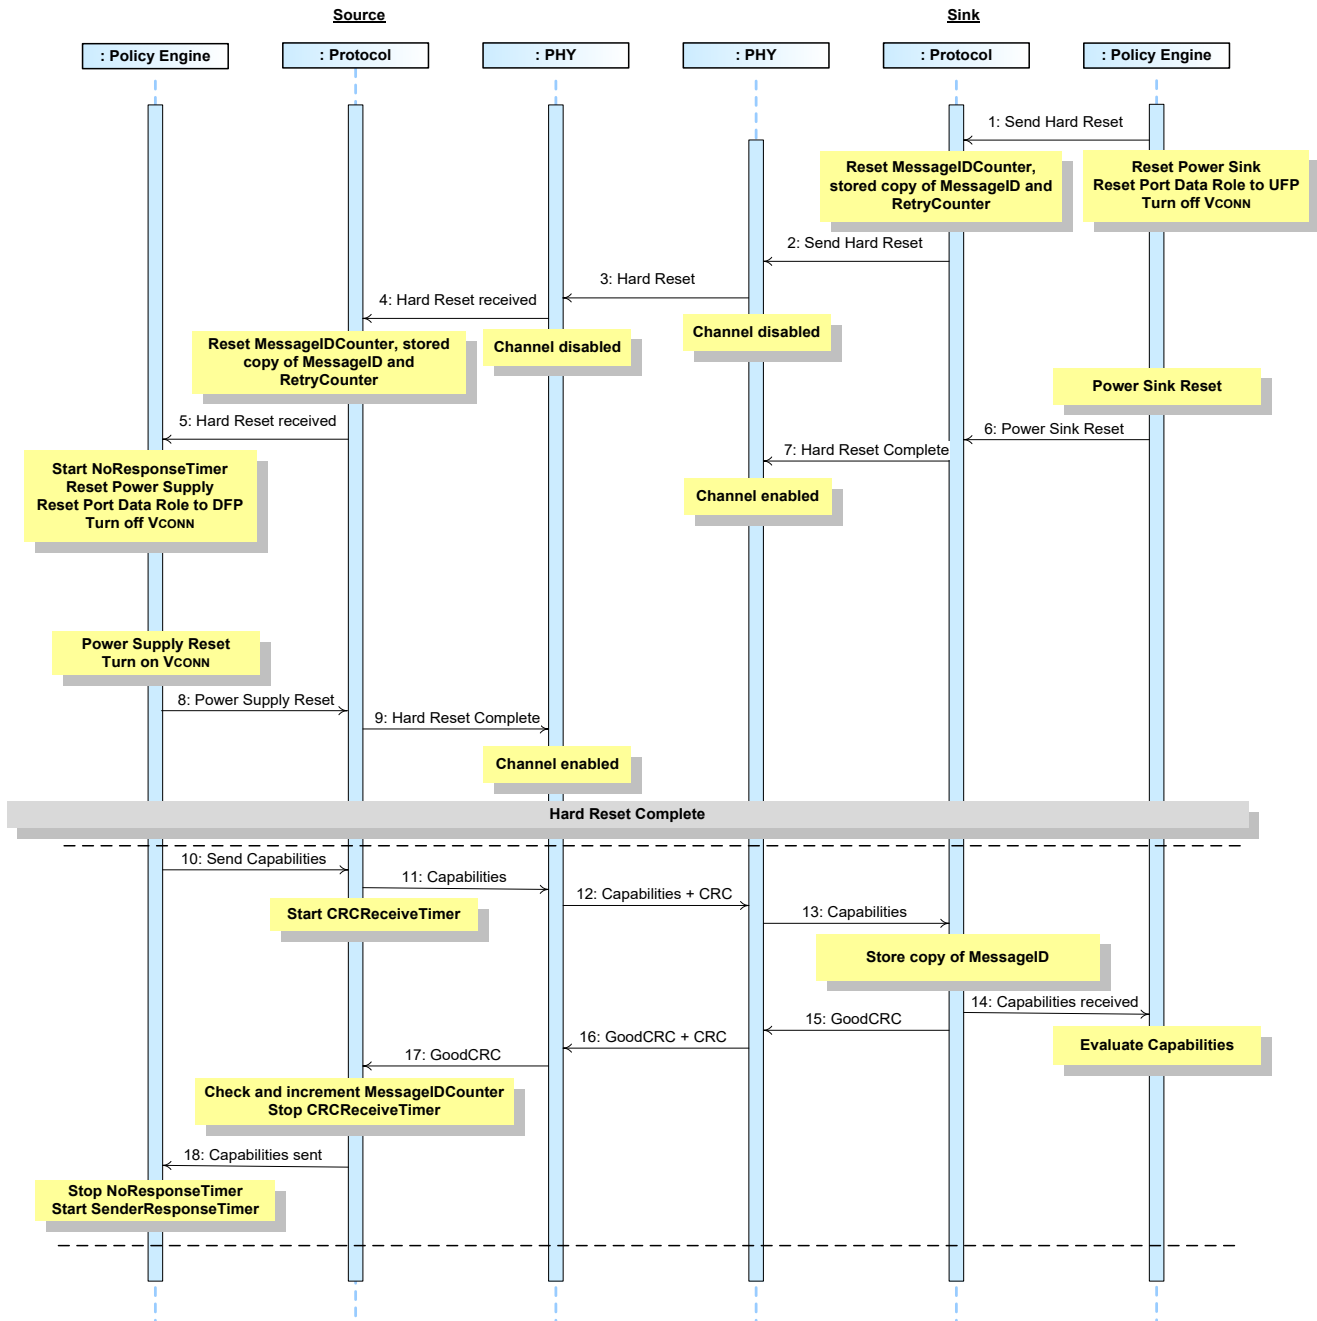 Source
Sink
: Policy Engine
: Protocol
: PHY
: PHY
: Protocol
: Policy Engine
1: Send Hard Reset
Reset MessageIDCounter,
stored copy of MessageID and
RetryCounter
Reset Power Sink
Reset Port Data Role to UFP
Turn off VCONN
2: Send Hard Reset
3: Hard Reset
4: Hard Reset received
Channel disabled
Reset MessageIDCounter, stored
copy of MessageID and
RetryCounter
Channel disabled
Power Sink Reset
5: Hard Reset received
6: Power Sink Reset
7: Hard Reset Complete
Start NoResponseTimer
Reset Power Supply
Reset Port Data Role to DFP
Turn off VCONN
Channel enabled
Power Supply Reset
Turn on VCONN
8: Power Supply Reset
9: Hard Reset Complete
Channel enabled
Hard Reset Complete
10: Send Capabilities
11: Capabilities
12: Capabilities + CRC
Start CRCReceiveTimer
13: Capabilities
Store copy of MessageID
14: Capabilities received
15: GoodCRC
16: GoodCRC + CRC
Evaluate Capabilities
17: GoodCRC
Check and increment MessageIDCounter
Stop CRCReceiveTimer
18: Capabilities sent
Stop NoResponseTimer
Start SenderResponseTimer